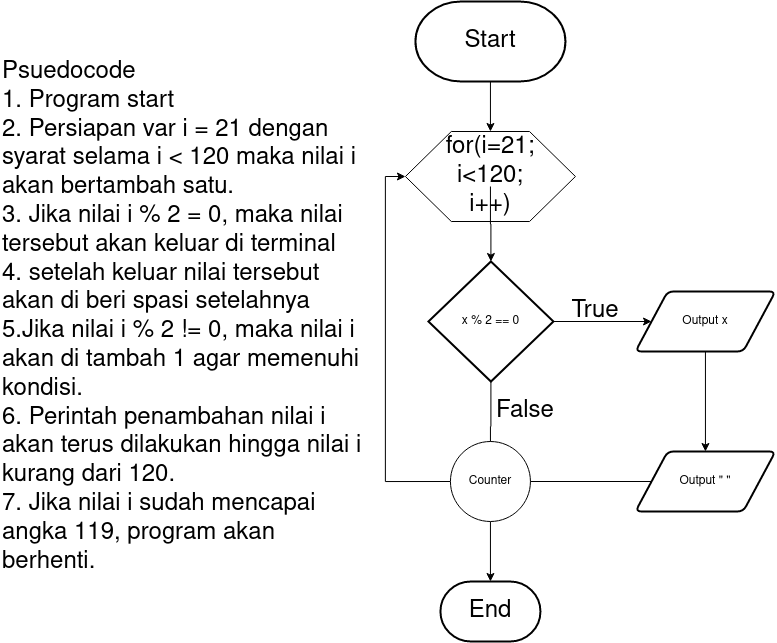 Psuedocode
1. Program start
2. Persiapan var i = 21 dengan
syarat selama i < 120 maka nilai i
akan bertambah satu.
3. Jika nilai i % 2 = 0, maka nilai
tersebut akan keluar di terminal
4. setelah keluar nilai tersebut
akan di beri spasi setelahnya
5.Jika nilai i % 2 != 0, maka nilai i
akan di tambah 1 agar memenuhi
kondisi.
6. Perintah penambahan nilai i
akan terus dilakukan hingga nilai i
kurang dari 120.
7. Jika nilai i sudah mencapai
angka 119, program akan
berhenti.
Start
for(i=21;
i<120;
i++)
x % 2 == 0
True
Output x
False
Counter
Output " "
End